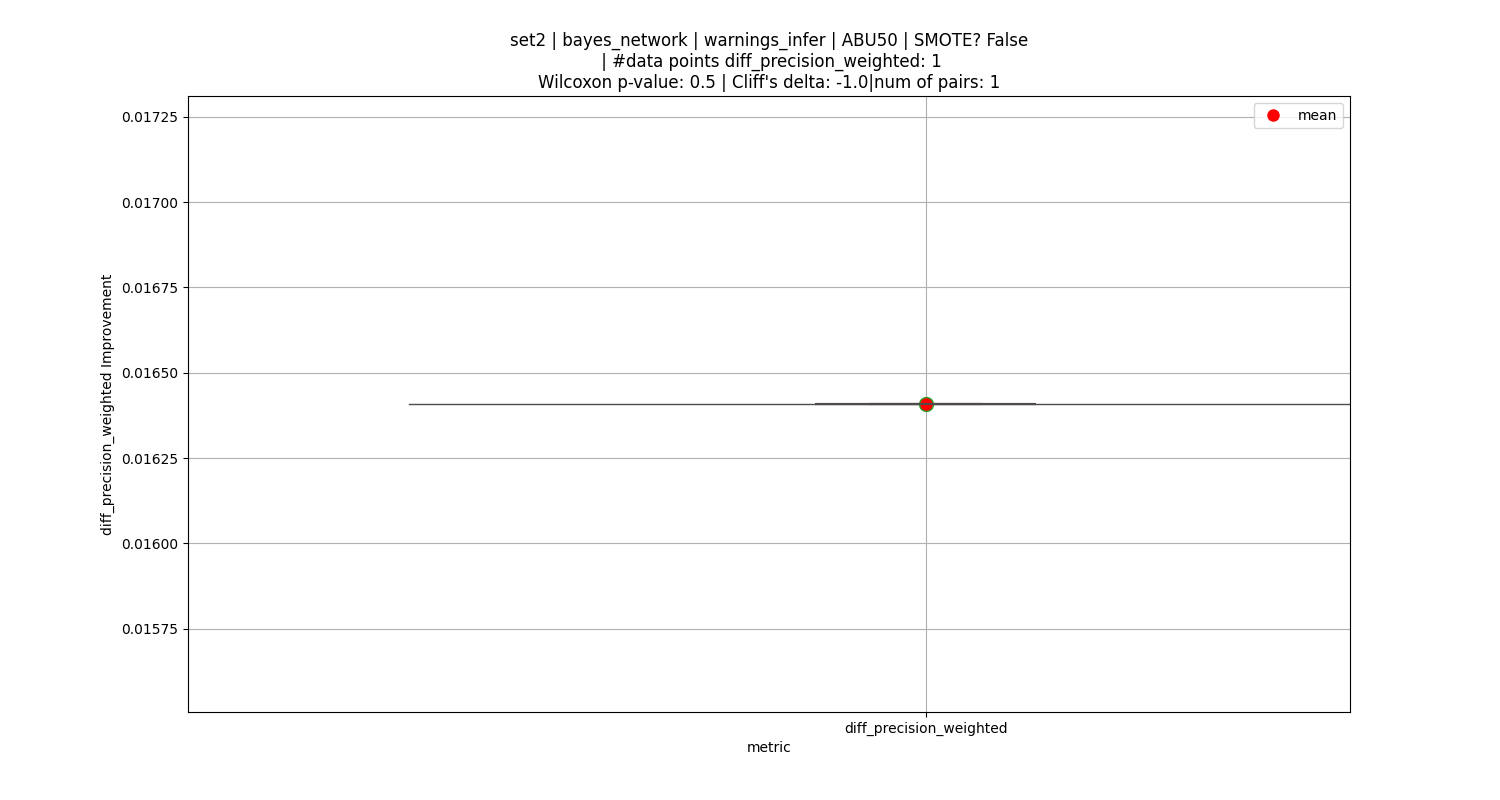 set2 | bayes_network | warnings_infer | ABU50 | SMOTE? False
| #data points diff_precision_weighted: 1
Wilcoxon p-value: 0.5 | Cliff's delta: -1.0|num of pairs: 1
mean
0.01725
0.01700
0.01675
0.01650
0.01625
0.01600
0.01575
diff_precision_weighted Improvement
diff_precision_weighted
metric